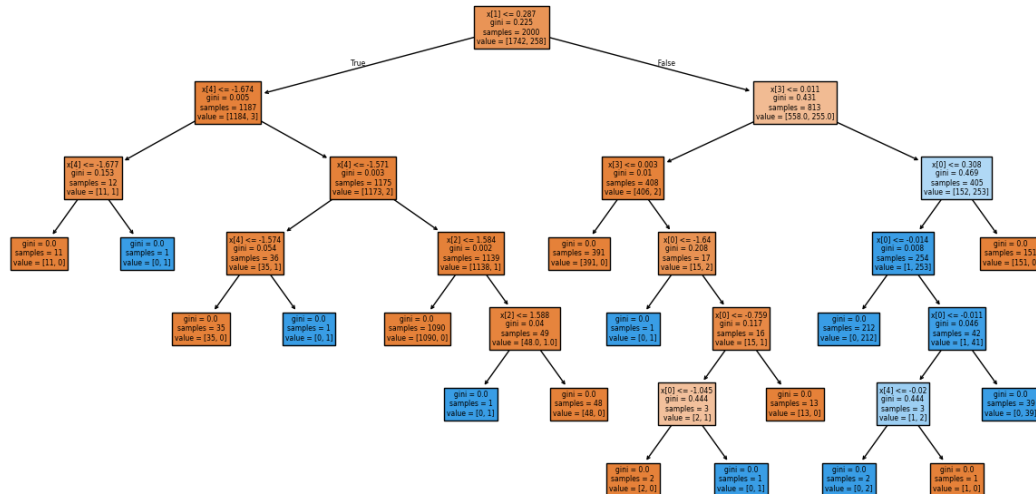 x[1] <= 0.287
gini = 0.225
samples = 2000
value = [1742, 258]
True
False
x[4] <= -1.674
gini = 0.005
samples = 1187
value = [1184, 3]
x[3] <= 0.011
gini = 0.431
samples = 813
value = [558.0, 255.0]
x[4] <= -1.677
gini = 0.153
samples = 12
value = [11, 1]
x[4] <= -1.571
gini = 0.003
samples = 1175
value = [1173, 2]
x[3] <= 0.003
gini = 0.01
samples = 408
value = [406, 2]
x[0] <= 0.308
gini = 0.469
samples = 405
value = [152, 253]
gini = 0.0
samples = 11
value = [11, 0]
gini = 0.0
samples = 1
value = [0, 1]
x[4] <= -1.574
gini = 0.054
samples = 36
value = [35, 1]
x[2] <= 1.584
gini = 0.002
samples = 1139
value = [1138, 1]
gini = 0.0
samples = 391
value = [391, 0]
x[0] <= -1.64
gini = 0.208
samples = 17
value = [15, 2]
x[0] <= -0.014
gini = 0.008
samples = 254
value = [1, 253]
gini = 0.0
samples = 151
value = [151, 0]
gini = 0.0
samples = 35
value = [35, 0]
gini = 0.0
samples = 1
value = [0, 1]
gini = 0.0
samples = 1090
value = [1090, 0]
x[2] <= 1.588
gini = 0.04
samples = 49
value = [48.0, 1.0]
gini = 0.0
samples = 1
value = [0, 1]
x[0] <= -0.759
gini = 0.117
samples = 16
value = [15, 1]
gini = 0.0
samples = 212
value = [0, 212]
x[0] <= -0.011
gini = 0.046
samples = 42
value = [1, 41]
gini = 0.0
samples = 1
value = [0, 1]
gini = 0.0
samples = 48
value = [48, 0]
x[0] <= -1.045
gini = 0.444
samples = 3
value = [2, 1]
gini = 0.0
samples = 13
value = [13, 0]
x[4] <= -0.02
gini = 0.444
samples = 3
value = [1, 2]
gini = 0.0
samples = 39
value = [0, 39]
gini = 0.0
samples = 2
value = [2, 0]
gini = 0.0
samples = 1
value = [0, 1]
gini = 0.0
samples = 2
value = [0, 2]
gini = 0.0
samples = 1
value = [1, 0]